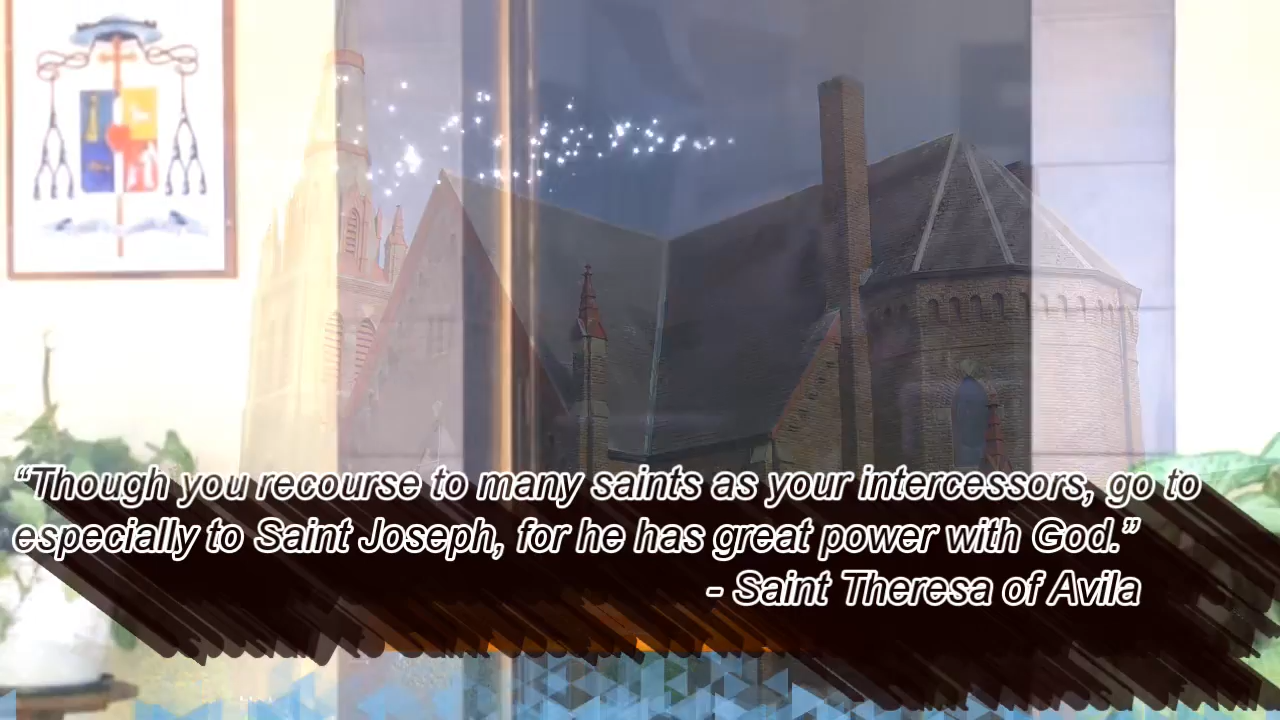 “Though you recourse to many saints as your intercessors, go to
especially to Saint Joseph, for he has great power with God.”
- Saint Theresa of Avila